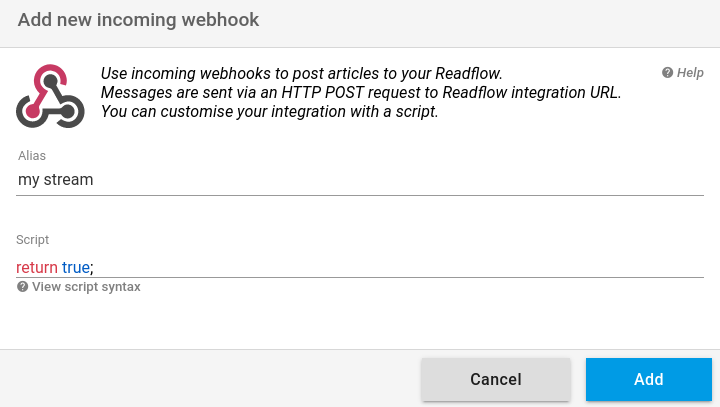 Add new incoming webhook
Use incoming webhooks to post articles to your Readflow.
Help
Messages are sent via an HTTP POST request to Readflow integration URL.
You can customise your integration with a script.
Alias
my stream
Script
return true;
View script syntax
Cancel
Add